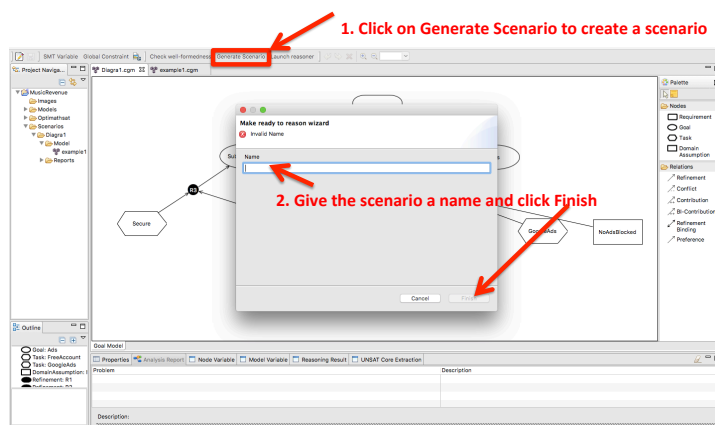 1. Click on Generate Scenario to create a scenario
SMT Variable Global Constraint Check well-formedness Generate Scenario Launch reasoner
Project Naviga...
Diagra1.cgm
example1.cgm
MusicRevenue
Images
Models
Optimathsat
Scenarios
Diagra1
Model
example1
Reports
Make ready to reason wizard
Invalid Name
Name
2. Give the scenario a name and click Finish
Cancel
Finish
R3
Secure
NoAdsBlocked
Palette
Nodes
Requirement
Goal
Task
Domain
Assumption
Relations
Refinement
Conflict
Contribution
Bi-Contribution
Refinement
Binding
Preference
Outline
Goal: Ads
Task: FreeAccount
Task: GoogleAds
DomainAssumption:
Refinement: R1
Goal Model
Properties
Analysis Report
Node Variable
Model Variable
Reasoning Result
UNSAT Core Extraction
Problem
Description
Description: